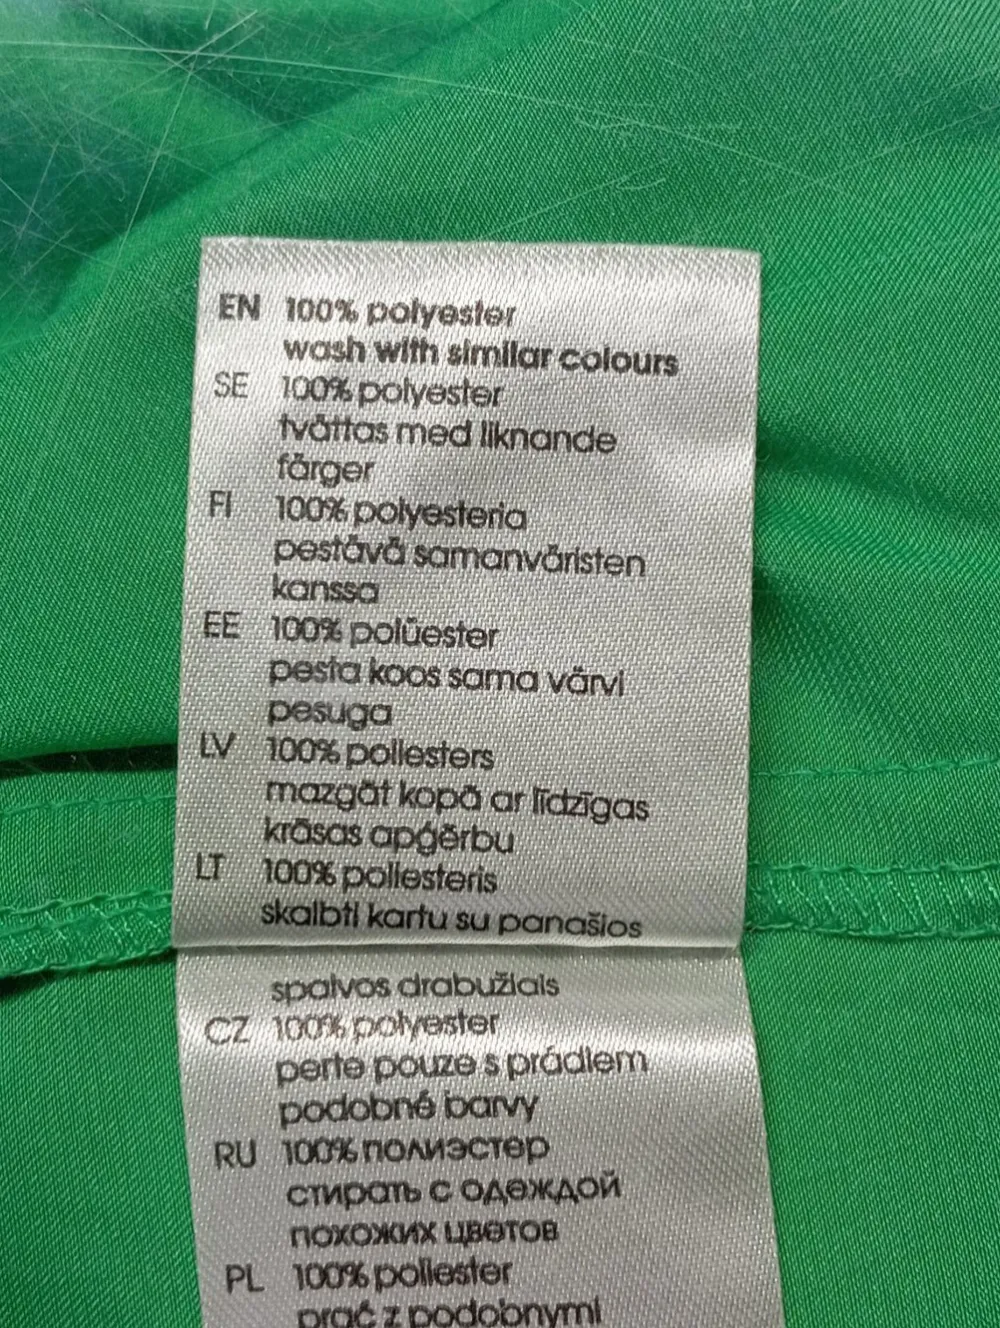 EN 100% polyester
wash with similar colours
SE 100% polyester
tvättas med liknande
färger
FI 100% polyesteria
pestävä samanväristen
kanssa
EE 100% polüester
pesta koos sama värvi
pesuga
LV 100% poliesters
mazgāt kopā ar līdzīgas
krāsas apģērbu
LT 100% poliesteris
skalbti kartu su panašios
spalvos drabužiais
CZ 100% polyester
perte pouze s prádlem
podobné barvy
RU 100% полиэстер
стирать с одеждой
похожих цветов
PL 100% poliester
prać z podobnymi